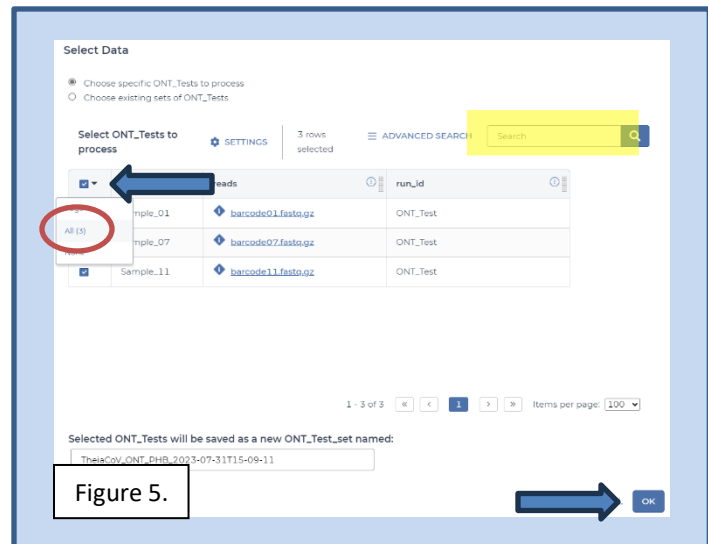 Select Data
Choose specific ONT_Tests to process
Choose existing sets of ONT_Tests
Select ONT_Tests to
process
SETTINGS
3 rows
selected
ADVANCED SEARCH
Search
reads
run_id
Sample_01 barcode01.fastq.gz ONT_Test
All (3)
Sample_07 barcode07.fastq.gz ONT_Test
Sample_11 barcode11.fastq.gz ONT_Test
1 - 3 of 3 « < 1 > » Items per page: 100
Selected ONT_Tests will be saved as a new ONT_Test_set named:
TheiaCoV_ONT_PHB_2023-07-31T15-09-11
Figure 5.
OK